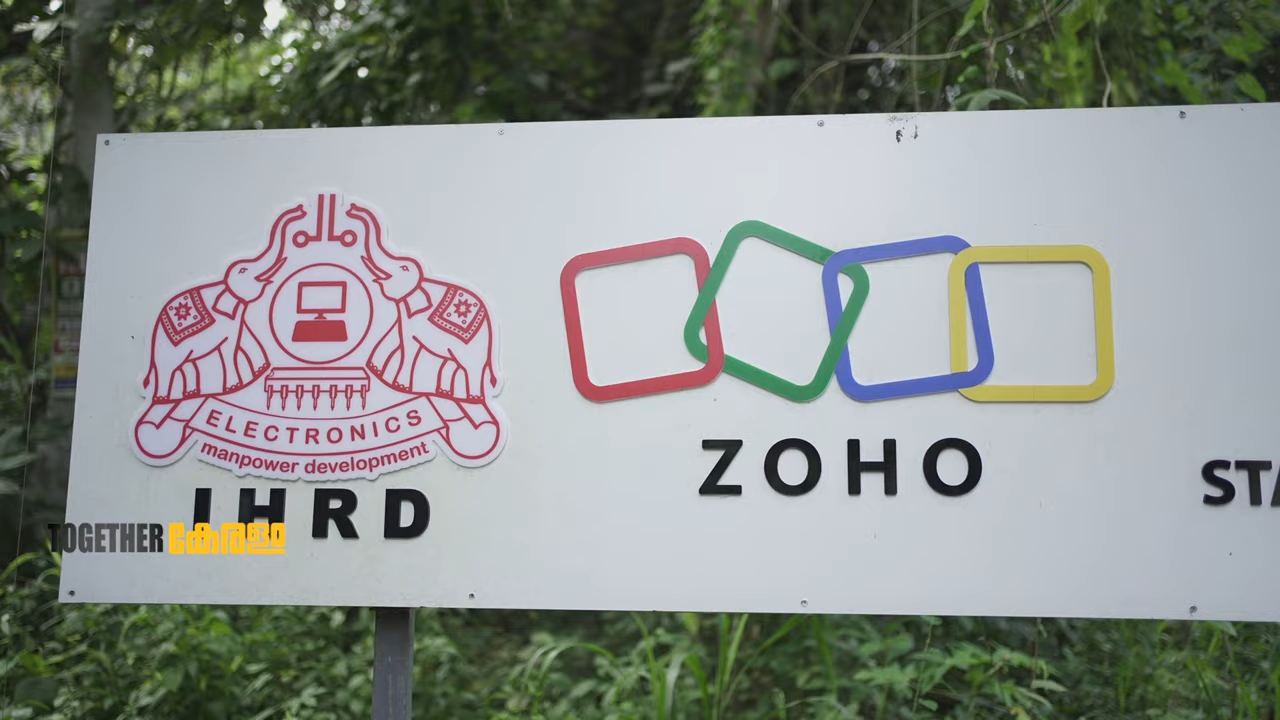 ELECTRONICS
manpower development
IHRD
ZOHO
TOGETHER കേരളം